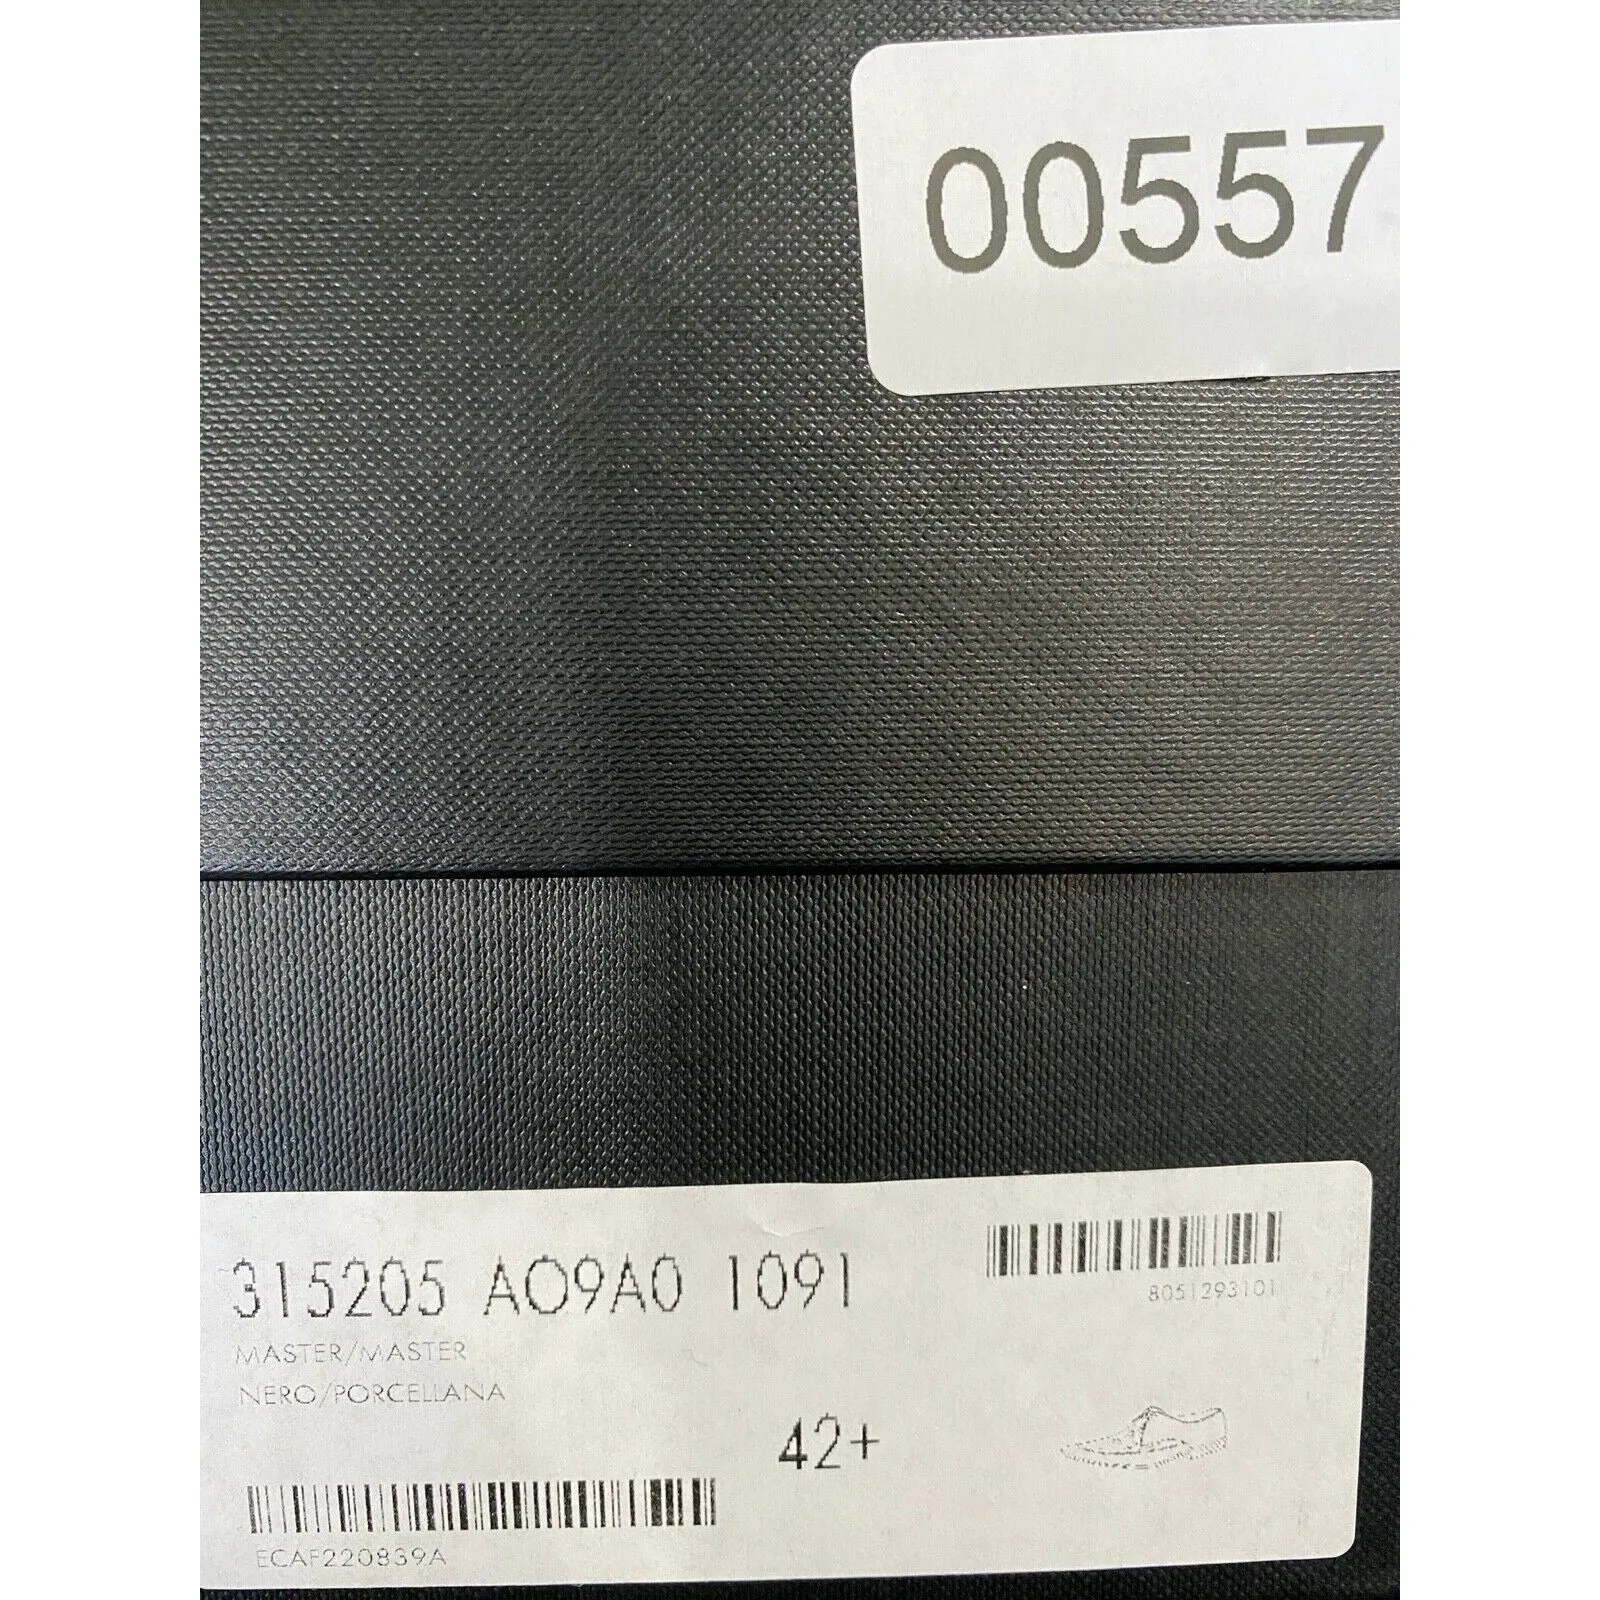 00557
315205 AO9A0 1091
8051293101
MASTER/MASTER
NERO/PORCELLANA
42+
ECAF220839A